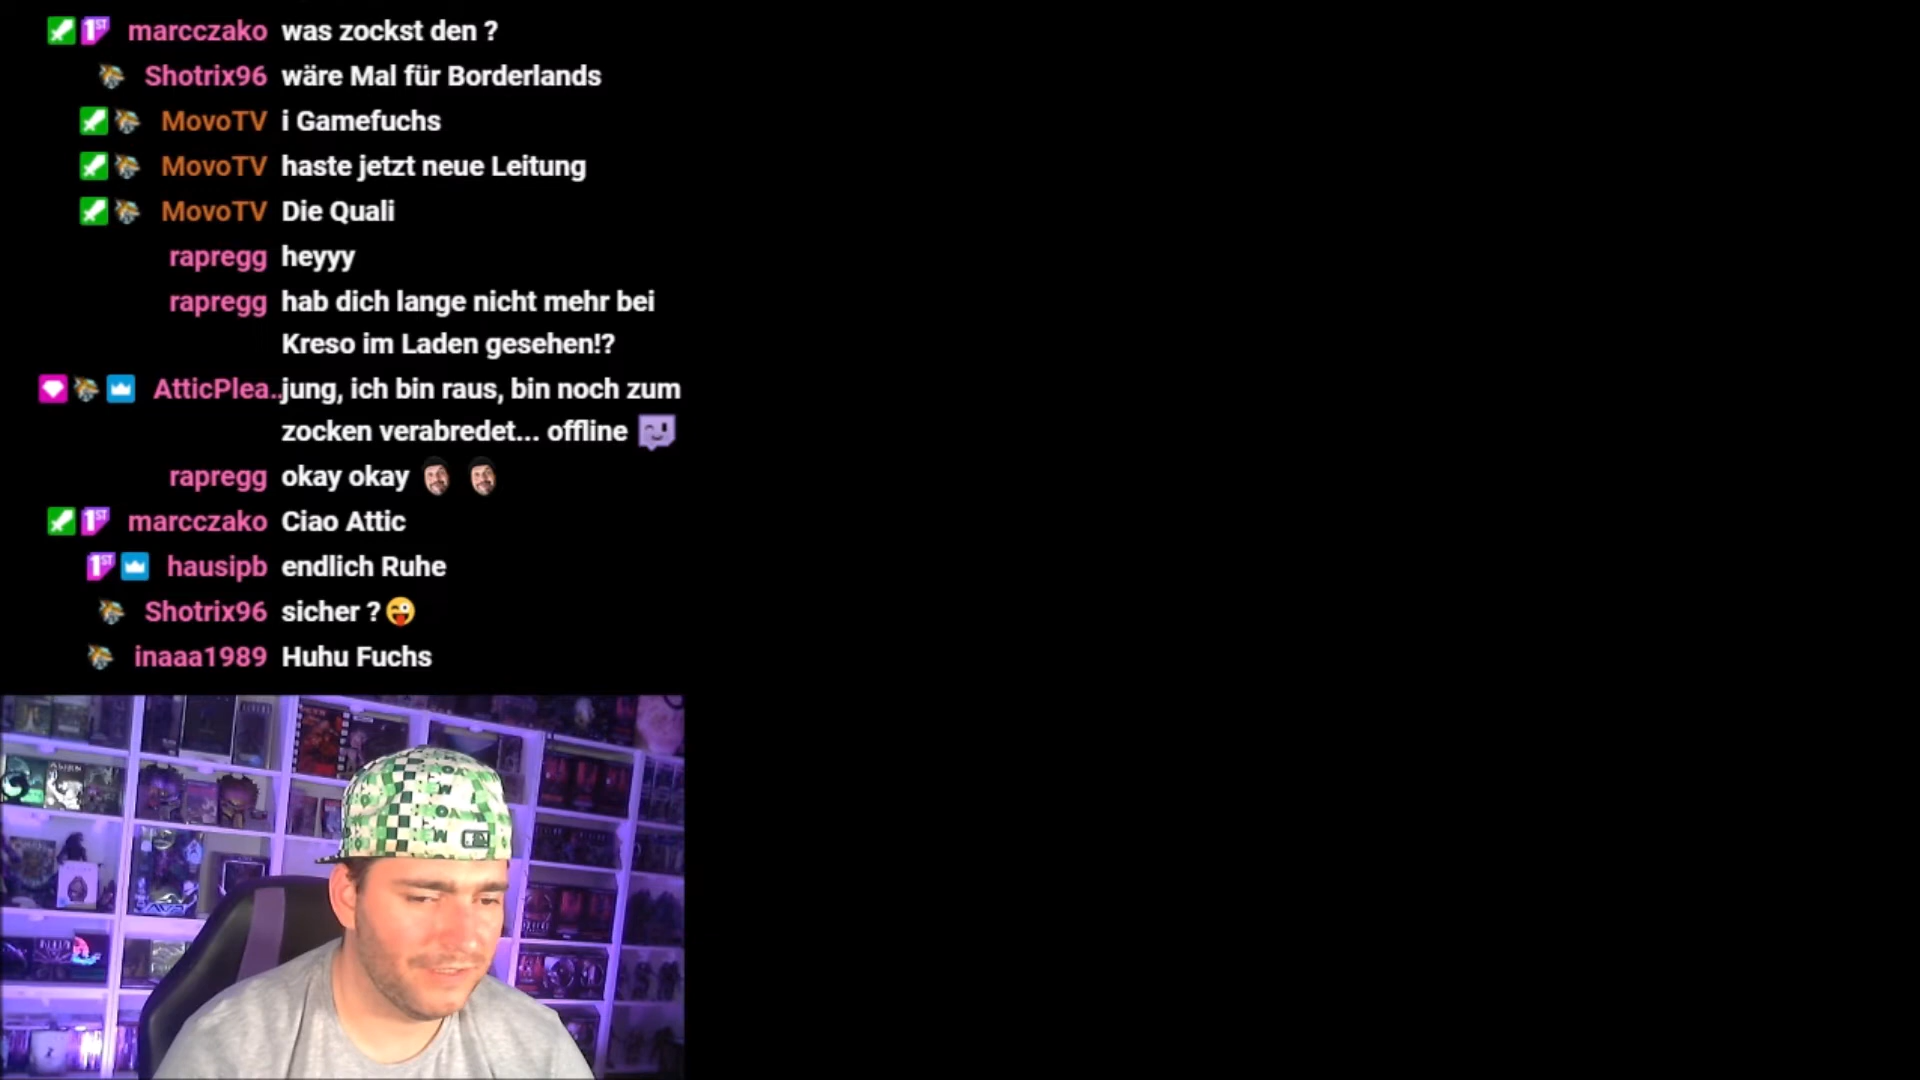 1ST marcczako was zockst den ?
Shotrix96 wäre Mal für Borderlands
MovoTV i Gamefuchs
MovoTV haste jetzt neue Leitung
MovoTV Die Quali
rapregg heyyy
rapregg hab dich lange nicht mehr bei
Kreso im Laden gesehen!?
AtticPlea.. jung, ich bin raus, bin noch zum
zocken verabredet... offline
rapregg okay okay
1ST marcczako Ciao Attic
1ST hausipb endlich Ruhe
Shotrix96 sicher ?😜
inaaa1989 Huhu Fuchs